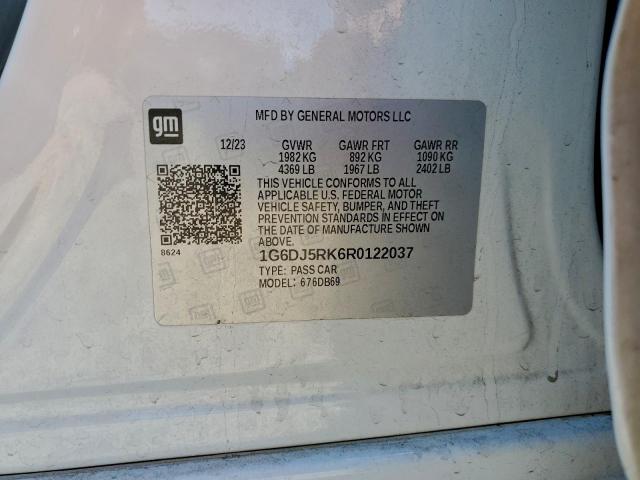 gm
MFD BY GENERAL MOTORS LLC
12/23 GVWR GAWR FRT GAWR RR
1982 KG 892 KG 1090 KG
4369 LB 1967 LB 2402 LB
THIS VEHICLE CONFORMS TO ALL
APPLICABLE U.S. FEDERAL MOTOR
VEHICLE SAFETY, BUMPER, AND THEFT
PREVENTION STANDARDS IN EFFECT ON
THE DATE OF MANUFACTURE SHOWN
ABOVE.
8624
1G6DJ5RK6R0122037
TYPE: PASS CAR
MODEL: 676DB69